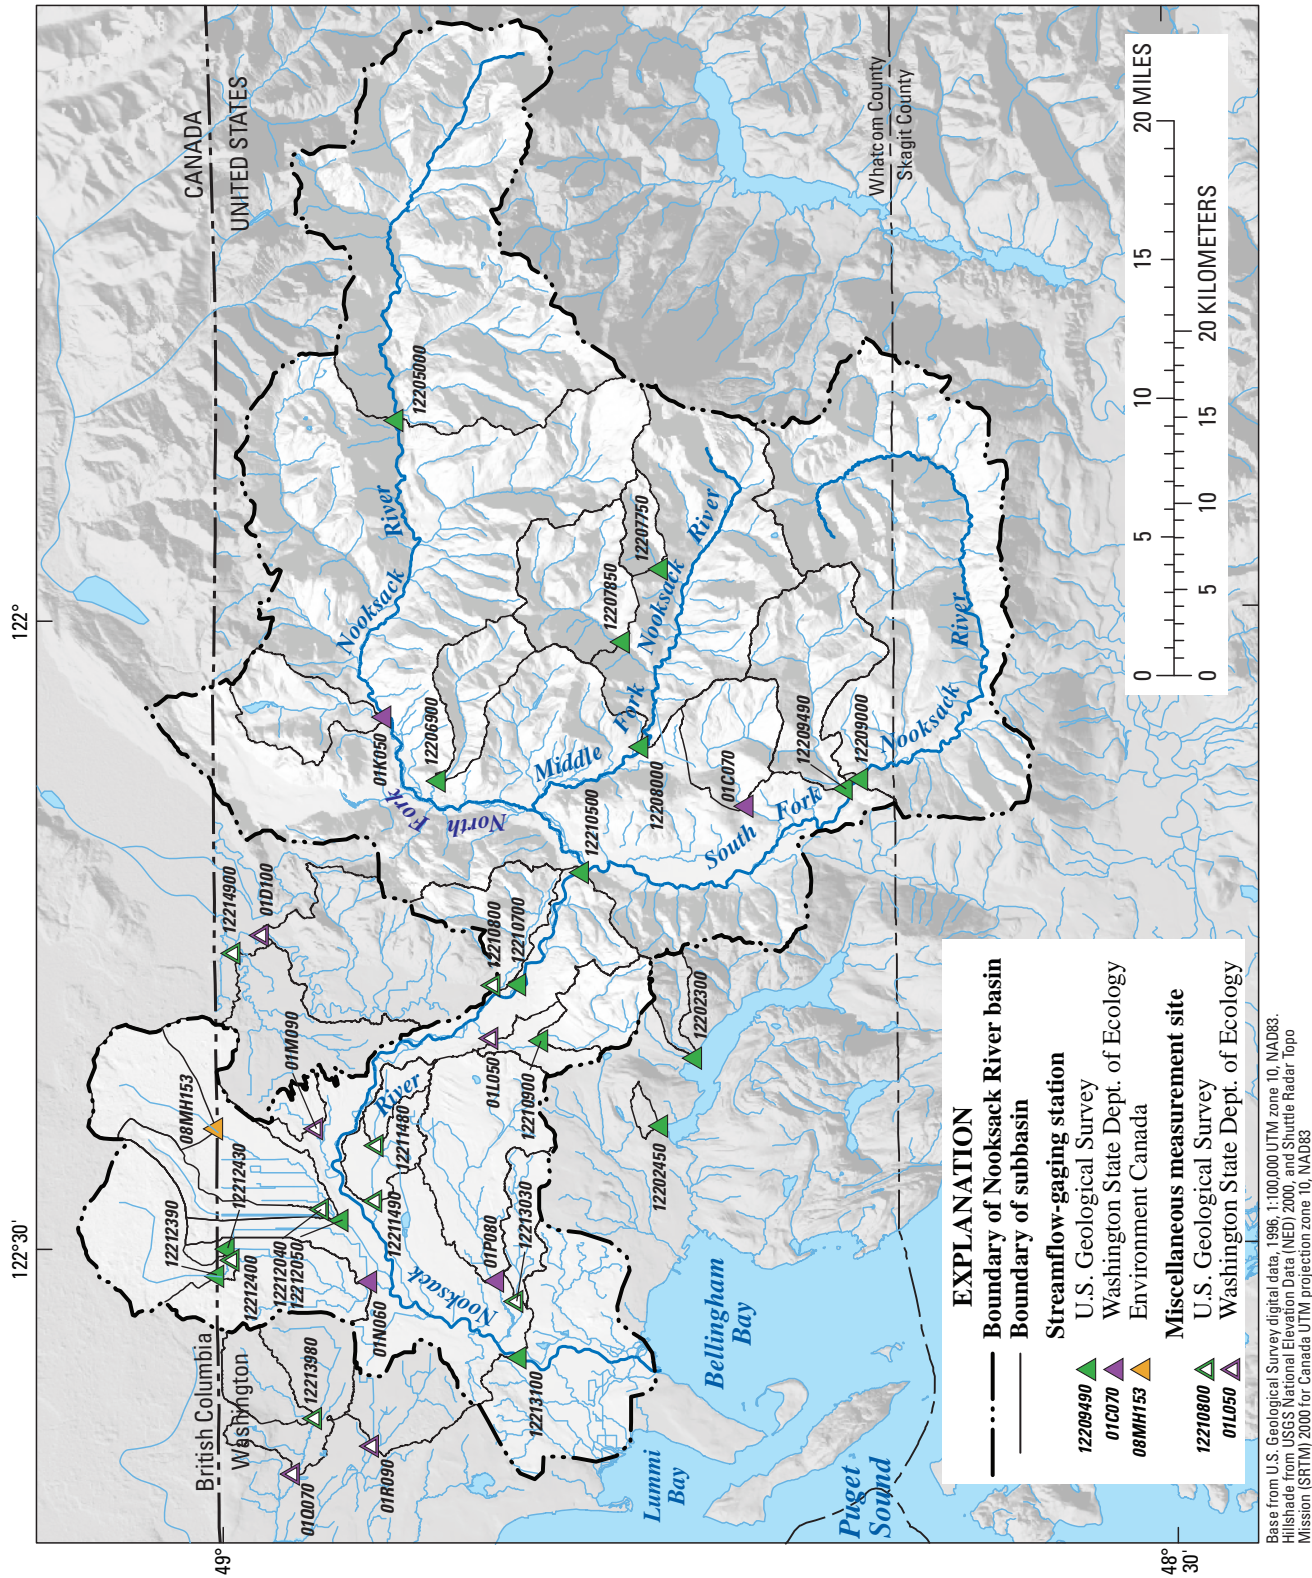 122°30'
122°
49°
48°
30'
British Columbia
Washington
CANADA
UNITED STATES
Whatcom County
Skagit County
01Q070
12213980
01R090
12212390
12212400
12212430
08MH153
12212040
12212050
01M090
01N060
12211490
12211480
01P080
12213030
12213100
01L050
12210900
12210800
12210700
12214900
01D100
12202300
12202450
12210500
01K050
12206900
12205000
12207850
12207750
12208000
01C070
12209490
12209000
Nooksack
River
North
Fork
Nooksack
River
Middle
Fork
Nooksack
River
South
Fork
Nooksack
River
Lummi
Bay
Bellingham
Bay
Puget
Sound
EXPLANATION
Boundary of Nooksack River basin
Boundary of subbasin
Streamflow-gaging station
12209490 U.S. Geological Survey
01C070 Washington State Dept. of Ecology
08MH153 Environment Canada
Miscellaneous measurement site
12210800 U.S. Geological Survey
01L050 Washington State Dept. of Ecology
0 5 10 15 20 MILES
0 5 10 15 20 KILOMETERS
Base from U.S. Geological Survey digital data, 1996, 1:100,000 UTM zone 10, NAD83.
Hillshade from USGS National Elevation Data (NED) 2000, and Shuttle Radar Topo
Mission (SRTM) 2000 for Canada UTM projection zone 10, NAD83